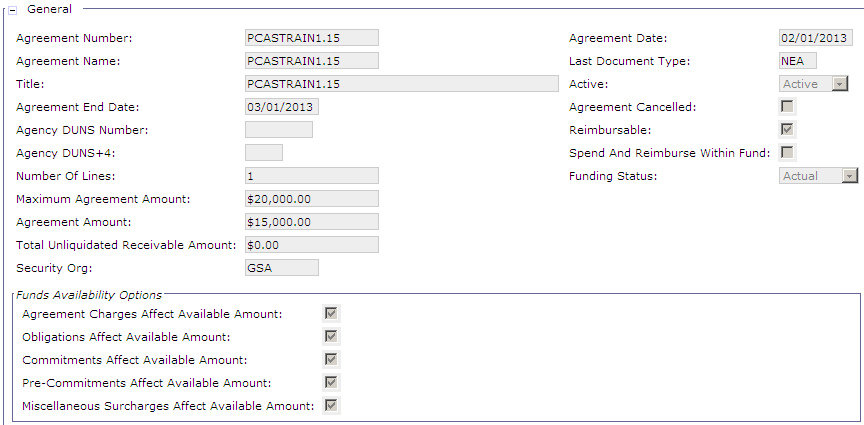 General
Agreement Number: PCASTRAIN1.15 Agreement Date: 02/01/2013
Agreement Name: PCASTRAIN1.15 Last Document Type: NEA
Title: PCASTRAIN1.15 Active: Active
Agreement End Date: 03/01/2013 Agreement Cancelled:
Agency DUNS Number: Reimbursable:
Agency DUNS+4: Spend And Reimburse Within Fund:
Number Of Lines: 1 Funding Status: Actual
Maximum Agreement Amount: $20,000.00
Agreement Amount: $15,000.00
Total Unliquidated Receivable Amount: $0.00
Security Org: GSA
Funds Availability Options
Agreement Charges Affect Available Amount:
Obligations Affect Available Amount:
Commitments Affect Available Amount:
Pre-Commitments Affect Available Amount:
Miscellaneous Surcharges Affect Available Amount: